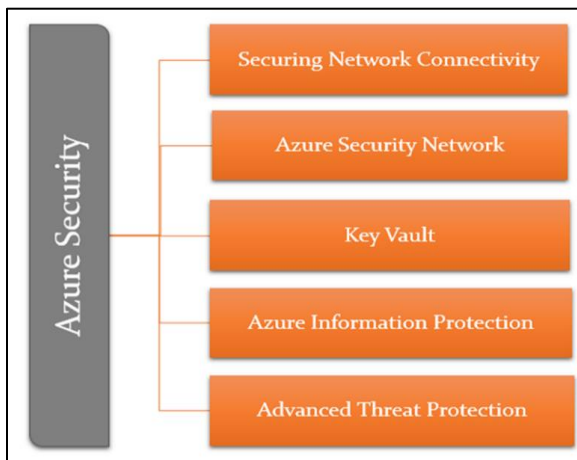 Azure Security
Securing Network Connectivity
Azure Security Network
Key Vault
Azure Information Protection
Advanced Threat Protection